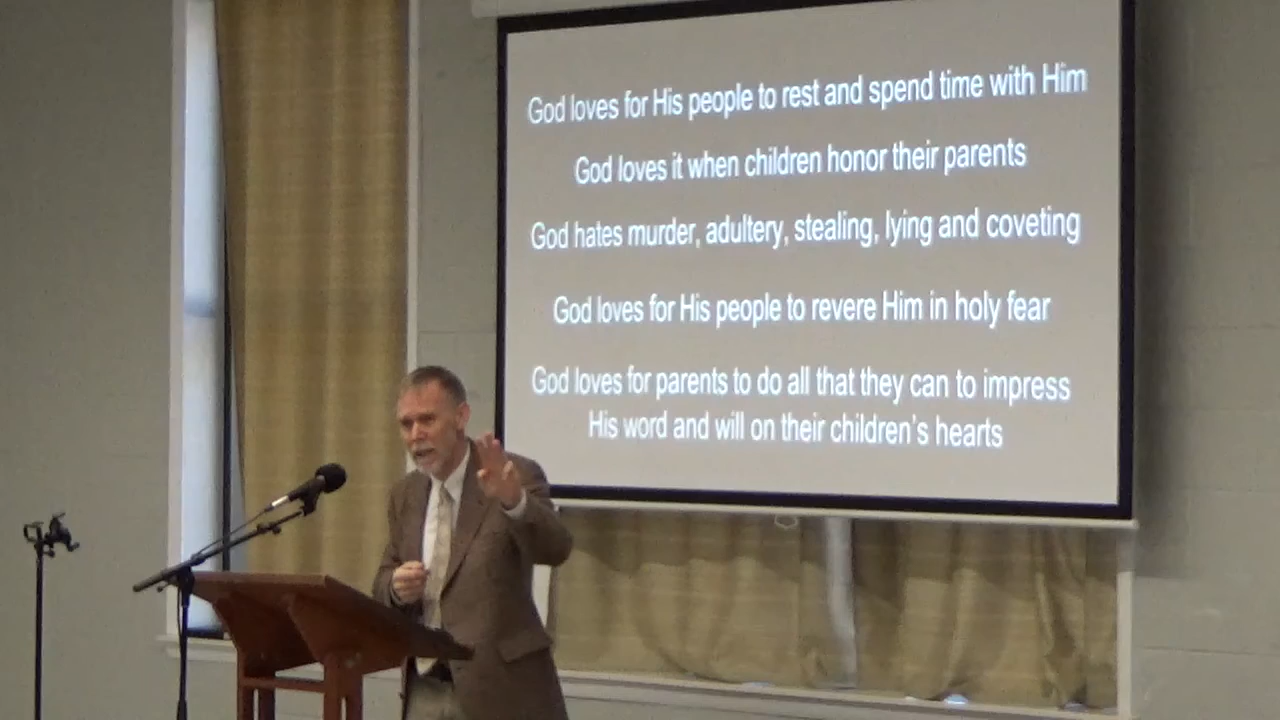 God loves for His people to rest and spend time with Him
God loves it when children honor their parents
God hates murder, adultery, stealing, lying and coveting
God loves for His people to revere Him in holy fear
God loves for parents to do all that they can to impress
His word and will on their children's hearts